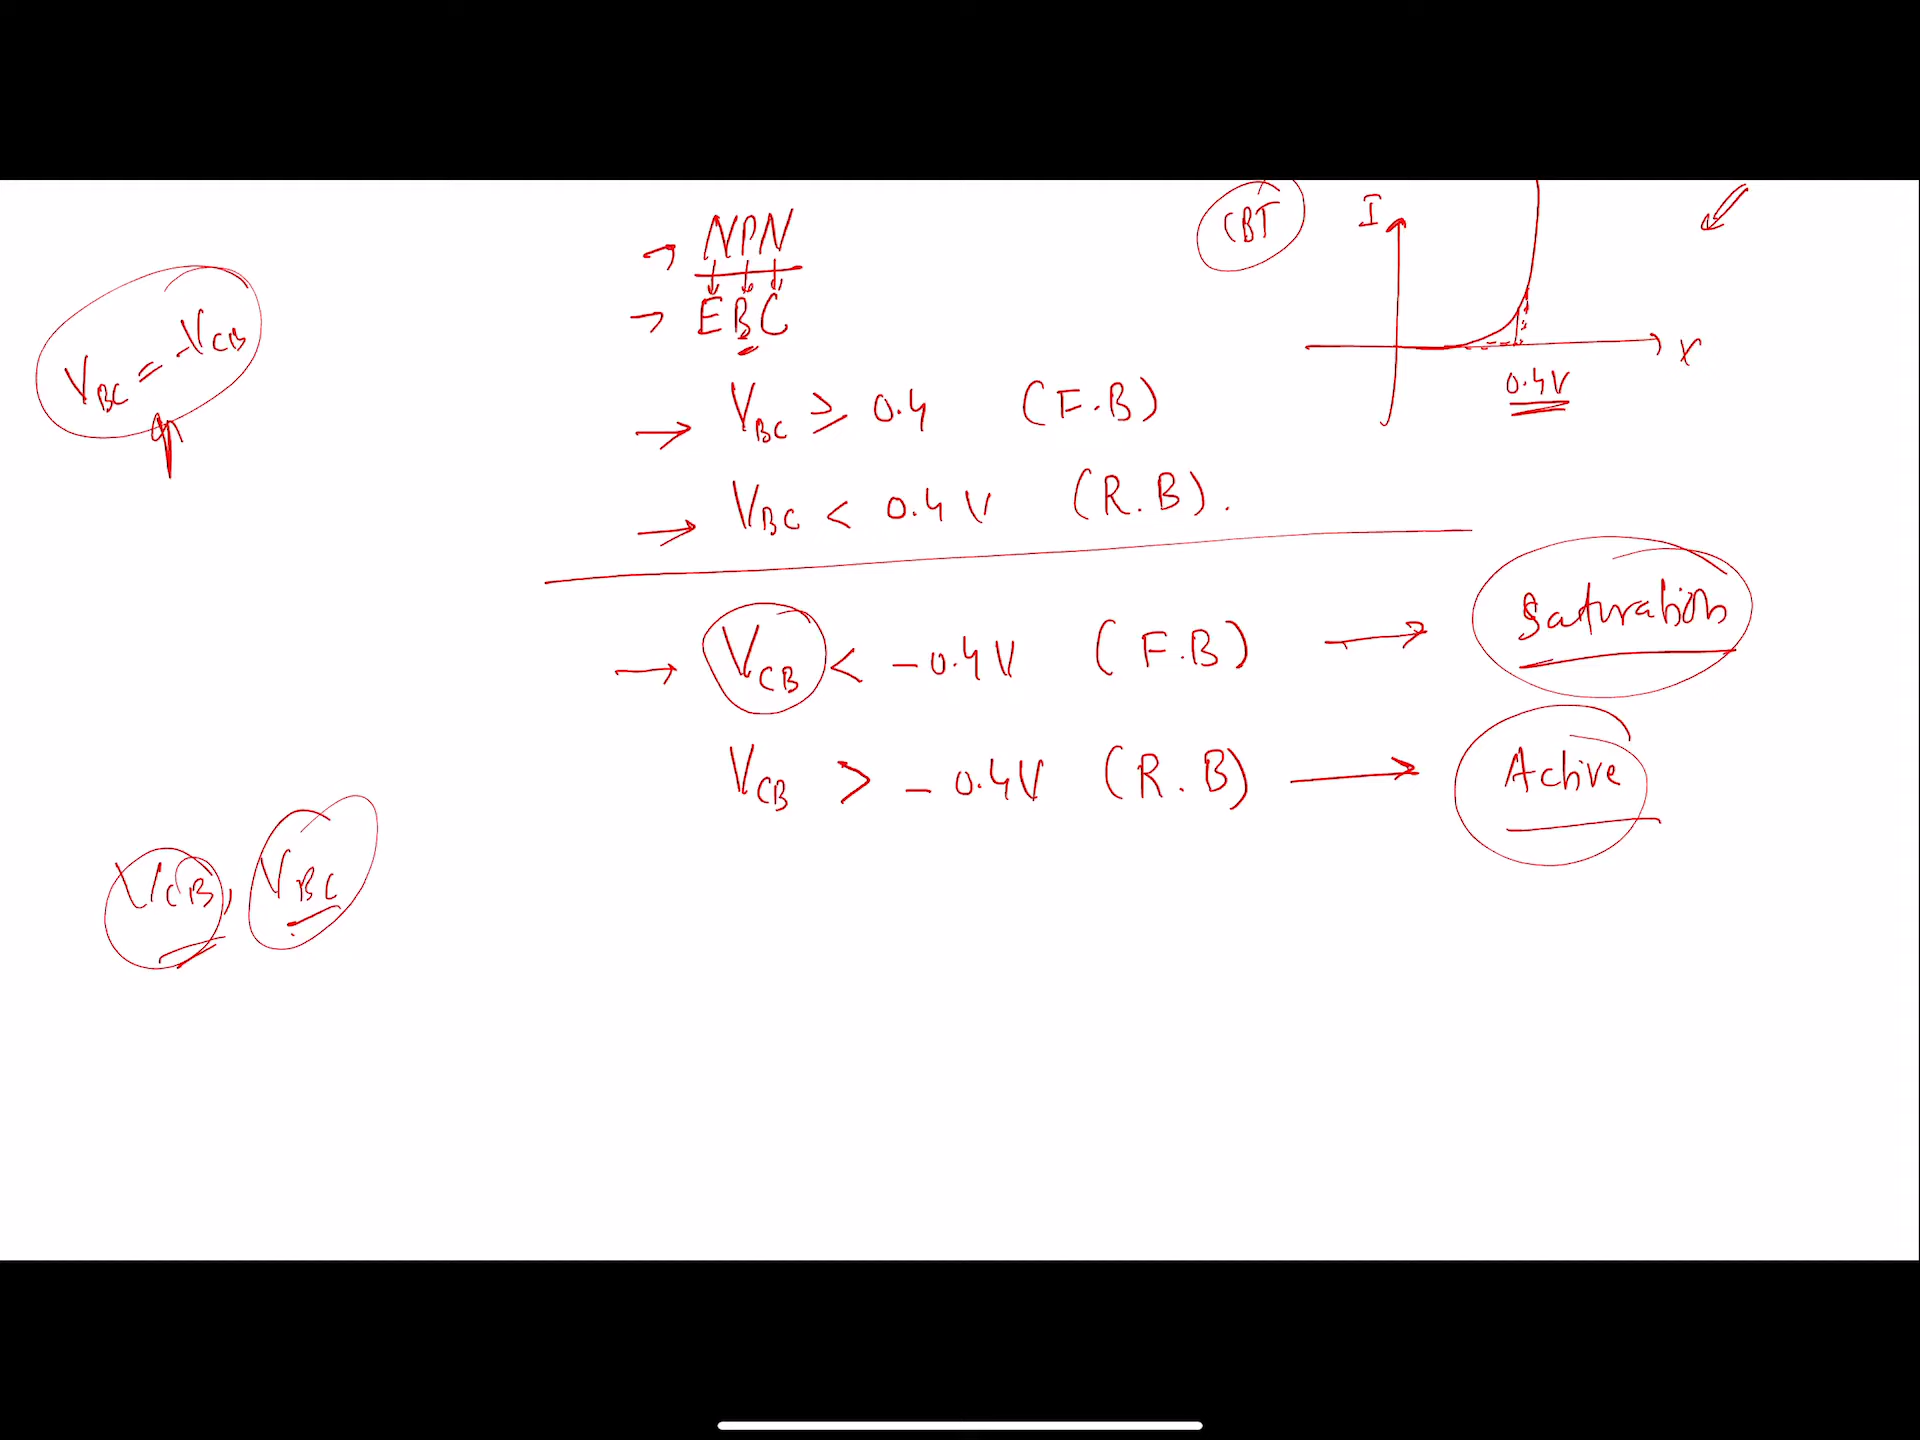 NPN
EBC
V_BC = -V_CB
V_BC ≥ 0.4 (F.B)
V_BC < 0.4 V (R.B).
CBT
I
0.4V
V_CB < -0.4V (F.B) → Saturation
V_CB > -0.4V (R.B) → Active
V_CB, V_BC